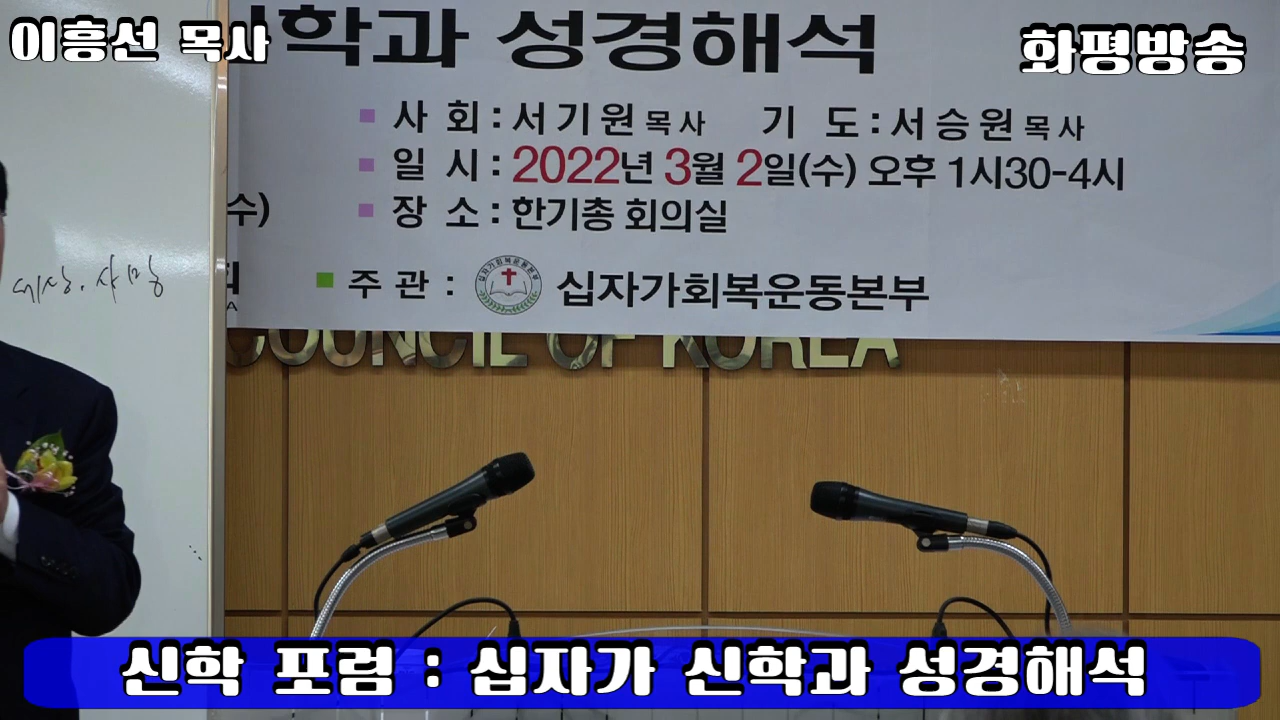 이흥선 목사
화평방송
학과 성경해석
사 회 : 서기원 목사 기 도 : 서승원 목사
일 시 : 2022년 3월 2일(수) 오후 1시30-4시
수)
장 소 : 한기총 회의실
대상. 사명
주 관 : 십자가회복운동본부
COUNCIL OF KOREA
신학 포럼 : 십자가 신학과 성경해석